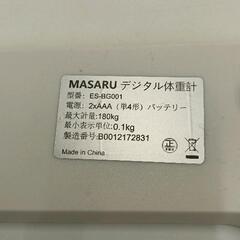 MASARU デジタル体重計
型番: ES-BG001
電源: 2xAAA（単4形）バッテリー
最大計量: 180kg
最小表示単位: 0.1kg
製造番号: B0012172831
正
Made in China